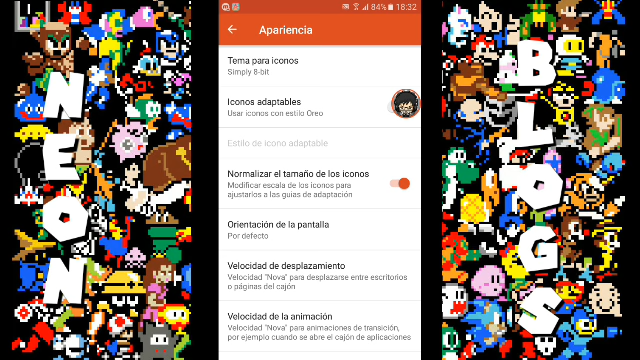 NEON
84% 18:32
Apariencia
Tema para iconos
Simply 8-bit
Iconos adaptables
Usar iconos con estilo Oreo
Estilo de icono adaptable
Normalizar el tamaño de los iconos
Modificar escala de los iconos para
ajustarlos a las guías de adaptación
Orientación de la pantalla
Por defecto
Velocidad de desplazamiento
Velocidad "Nova" para desplazarse entre escritorios
o páginas del cajón
Velocidad de la animación
Velocidad "Nova" para animaciones de transición,
por ejemplo cuando se abre el cajón de aplicaciones
BLOGS